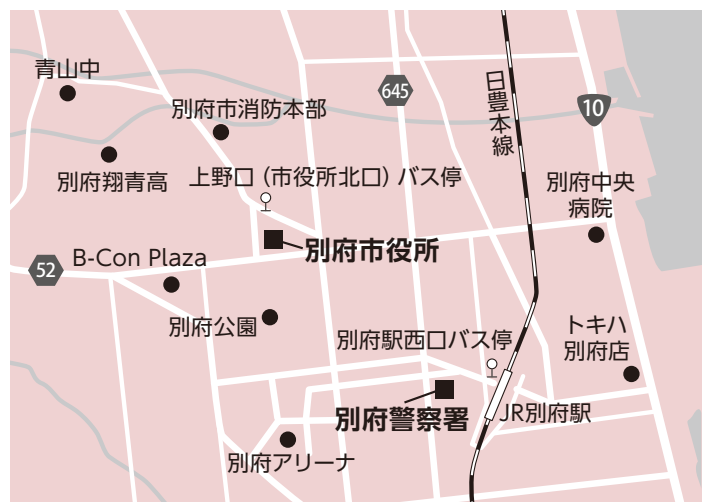 青山中
645
日豊本線
10
別府市消防本部
別府翔青高
上野口(市役所北口)バス停
別府中央
病院
別府市役所
B-Con Plaza
52
別府公園
別府駅西口バス停
トキハ
別府店
別府警察署
JR別府駅
別府アリーナ